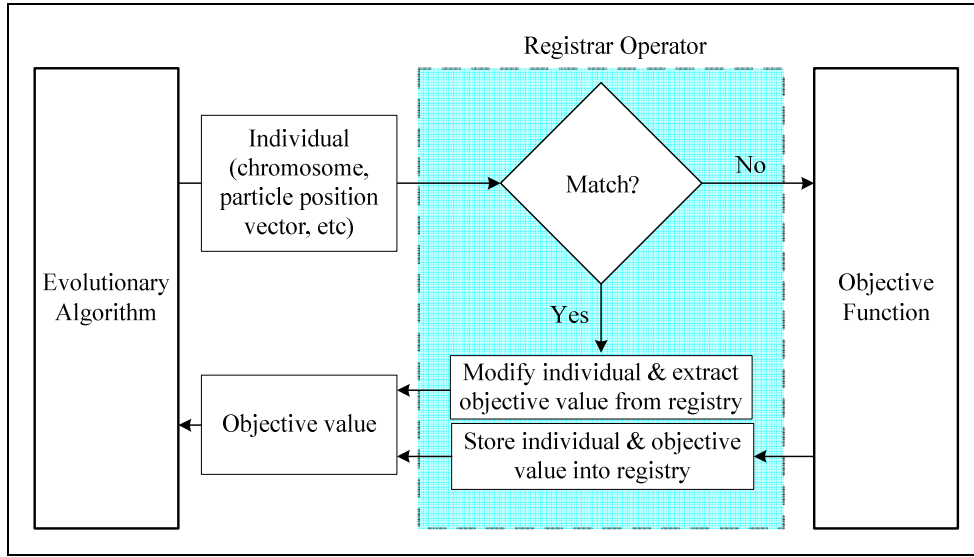 Registrar Operator
Individual
(chromosome,
particle position
vector, etc)
Match?
No
Yes
Evolutionary
Algorithm
Objective
Function
Modify individual & extract
objective value from registry
Objective value
Store individual & objective
value into registry